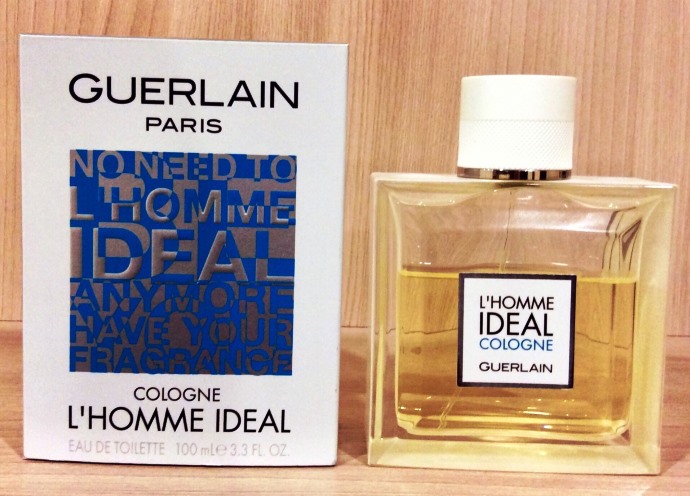 GUERLAIN
PARIS
NO NEED TO
L'HOMME
IDEAL
ANYMORE
HAVE YOUR
FRAGRANCE
COLOGNE
L'HOMME IDEAL
EAU DE TOILETTE 100 mL℮ 3.3 FL. OZ.
L'HOMME
IDEAL
COLOGNE
GUERLAIN